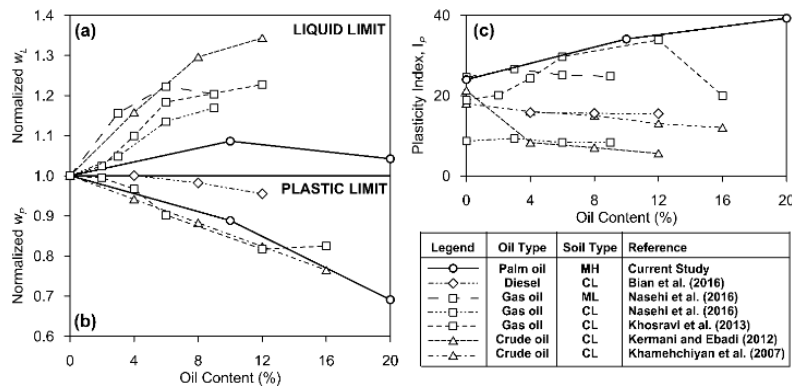 (a)
LIQUID LIMIT
Normalized wL
1.4
1.3
1.2
1.1
1.0
PLASTIC LIMIT
Normalized wP
0.9
0.8
0.7
0.6
(b)
0 4 8 12 16 20
Oil Content (%)
(c)
Plasticity Index, IP
40
30
20
10
0
0 4 8 12 16 20
Oil Content (%)
Legend Oil Type Soil Type Reference
Palm oil MH Current Study
Diesel CL Bian et al. (2016)
Gas oil ML Nasehi et al. (2016)
Gas oil CL Nasehi et al. (2016)
Gas oil CL Khosravi et al. (2013)
Crude oil CL Kermani and Ebadi (2012)
Crude oil CL Khamehchiyan et al. (2007)